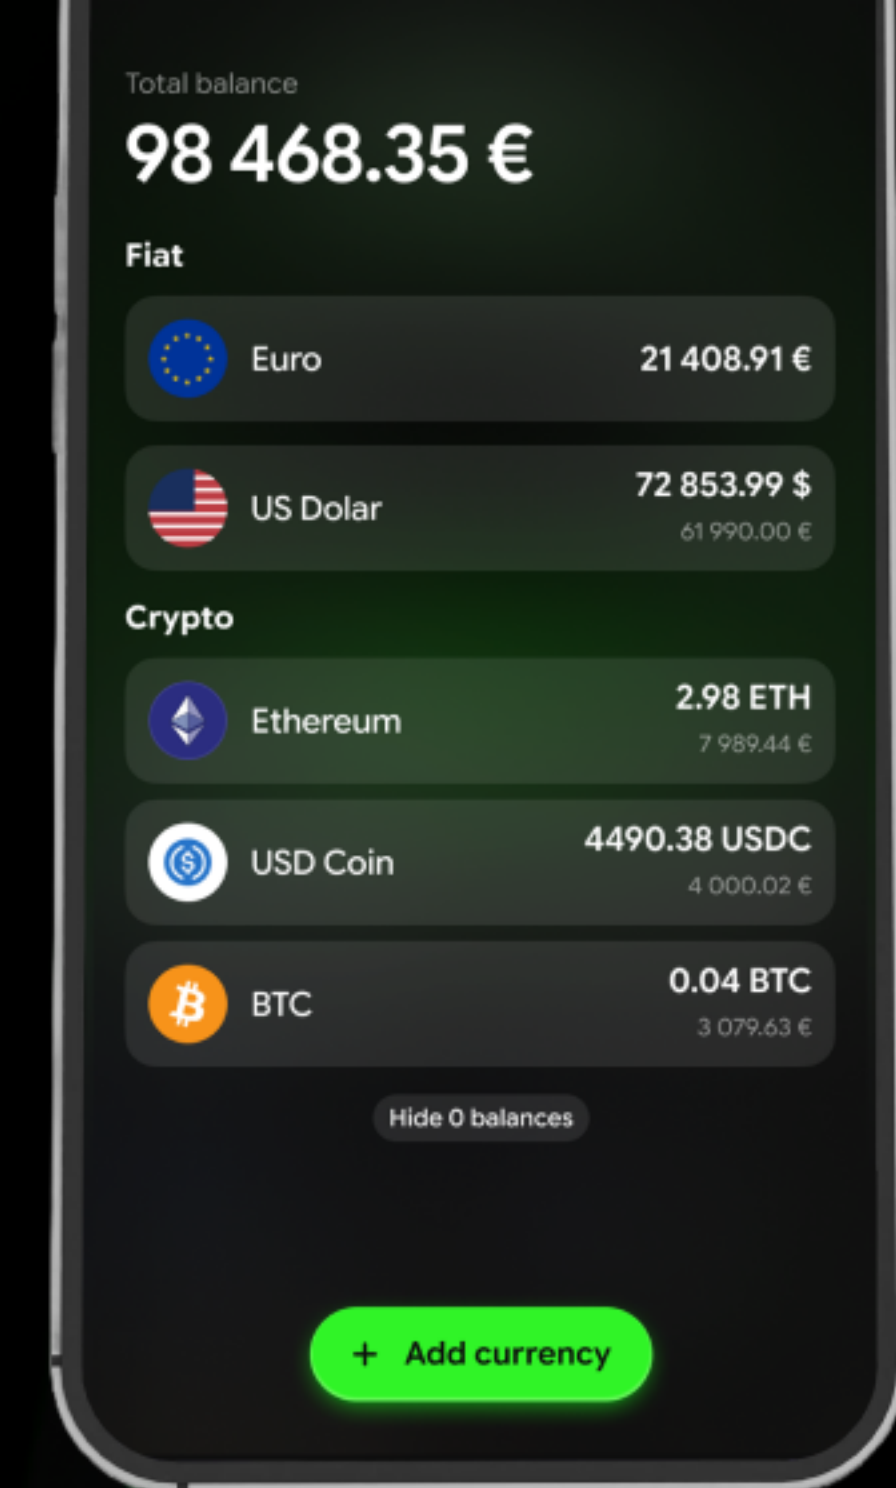 Total balance
98 468.35 €
Fiat
Euro
21 408.91 €
US Dolar
72 853.99 $
61 990.00 €
Crypto
Ethereum
2.98 ETH
7 989.44 €
USD Coin
4490.38 USDC
4 000.02 €
BTC
0.04 BTC
3 079.63 €
Hide 0 balances
+ Add currency